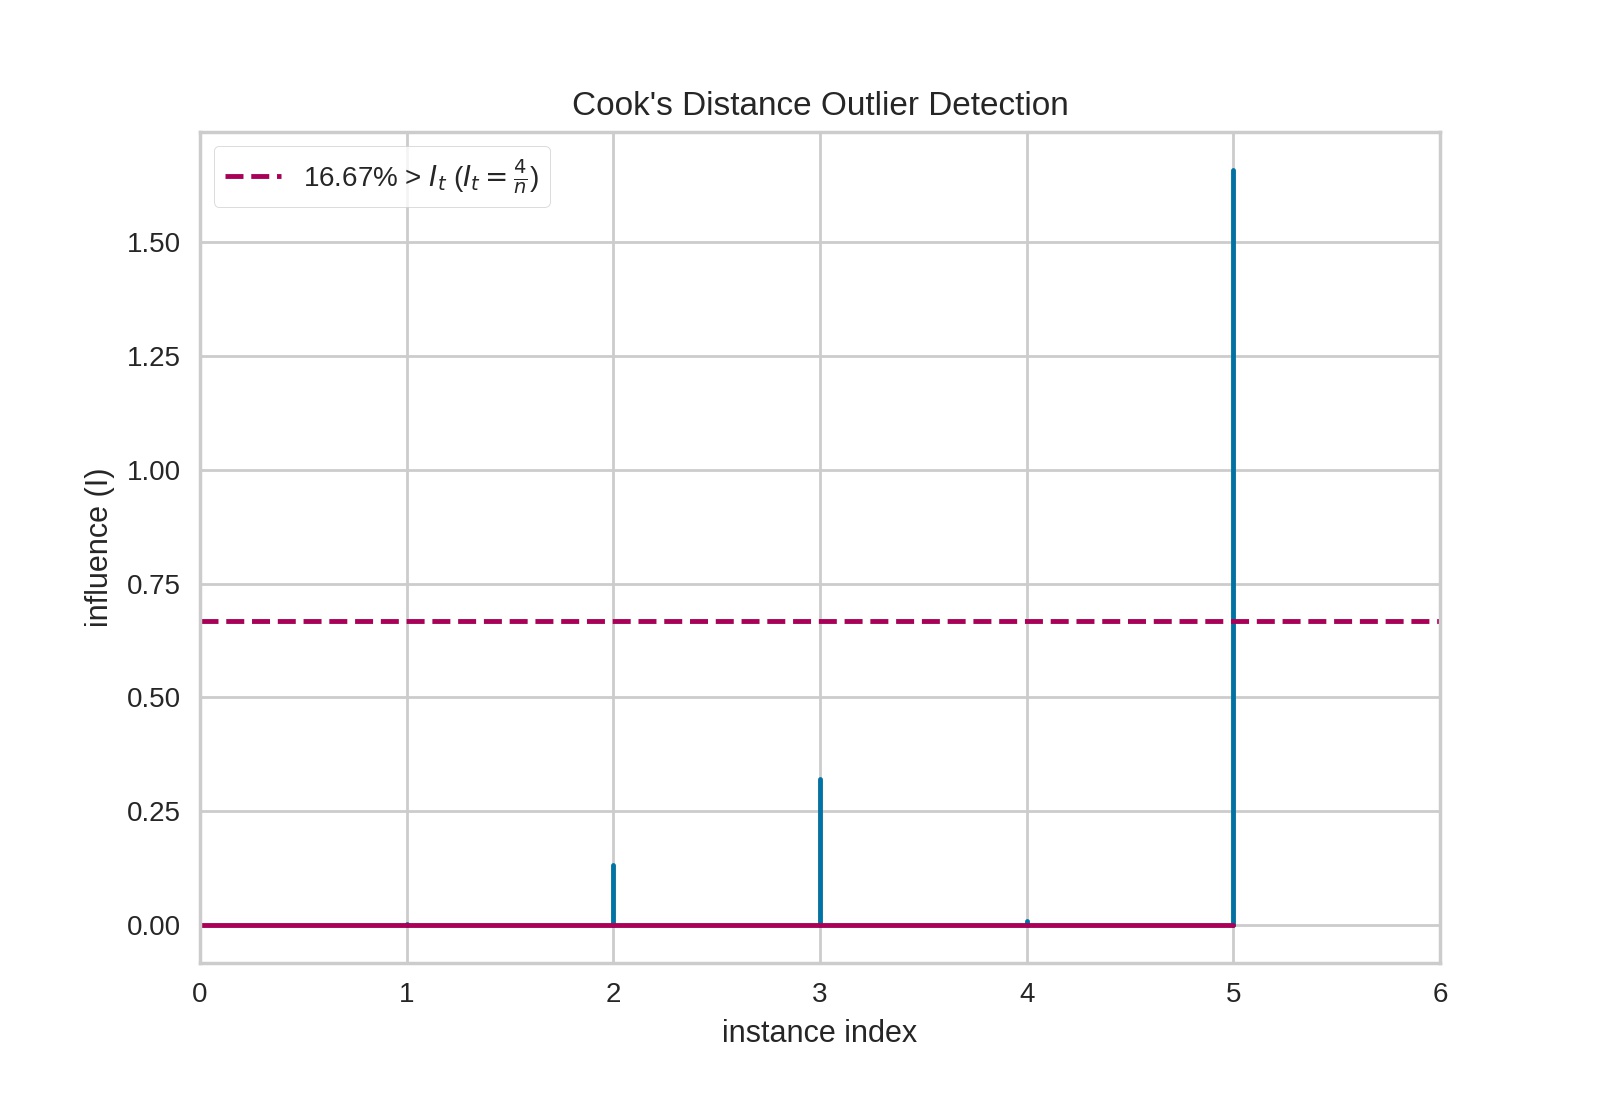 Cook's Distance Outlier Detection
16.67% > I_t (I_t = 4/n)
1.50
1.25
1.00
0.75
0.50
0.25
0.00
influence (I)
0 1 2 3 4 5 6
instance index